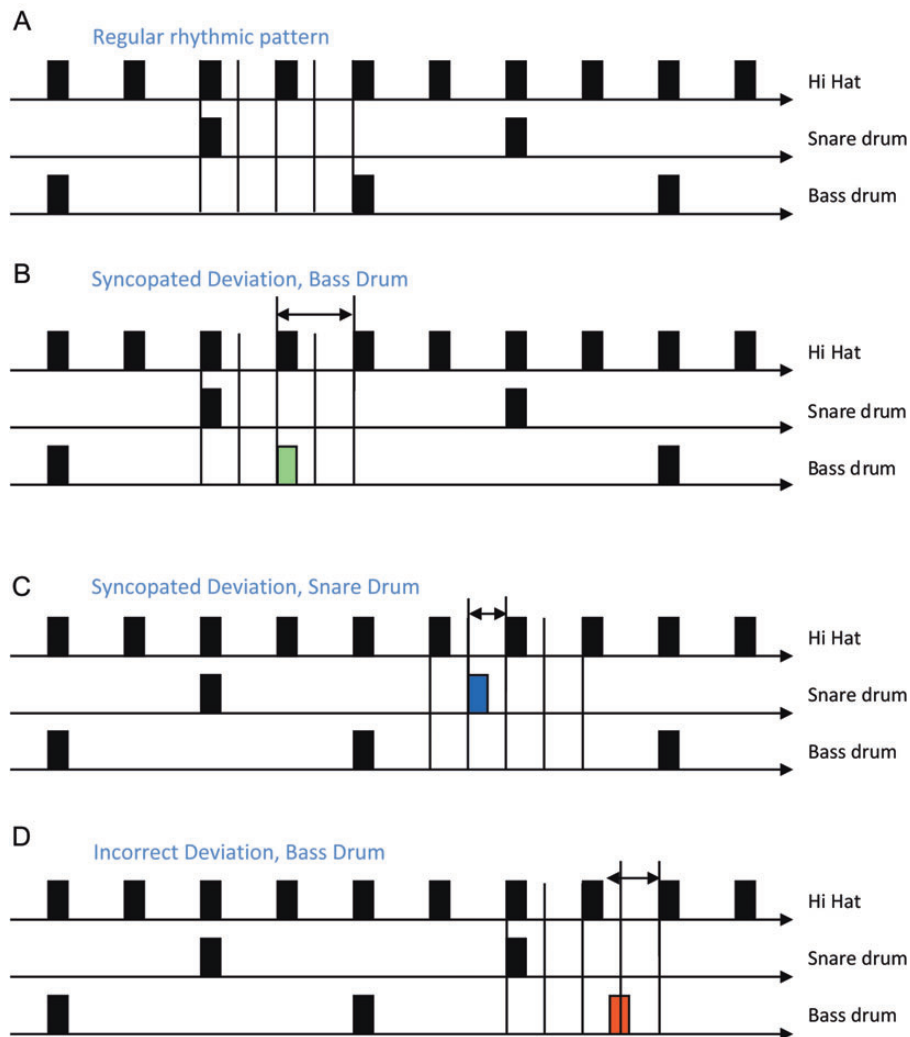 A
Regular rhythmic pattern
Hi Hat
Snare drum
Bass drum
B
Syncopated Deviation, Bass Drum
Hi Hat
Snare drum
Bass drum
C
Syncopated Deviation, Snare Drum
Hi Hat
Snare drum
Bass drum
D
Incorrect Deviation, Bass Drum
Hi Hat
Snare drum
Bass drum